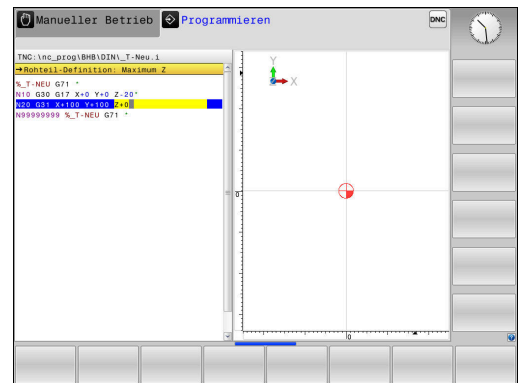 Manueller Betrieb Programmieren DNC
TNC:\nc_prog\BHB\DIN\_T-Neu.i
→Rohteil-Definition: Maximum Z
%_T-NEU G71 *
N10 G30 G17 X+0 Y+0 Z-20*
N20 G31 X+100 Y+100 Z+0
N99999999 %_T-NEU G71 *
Y
X
0
0